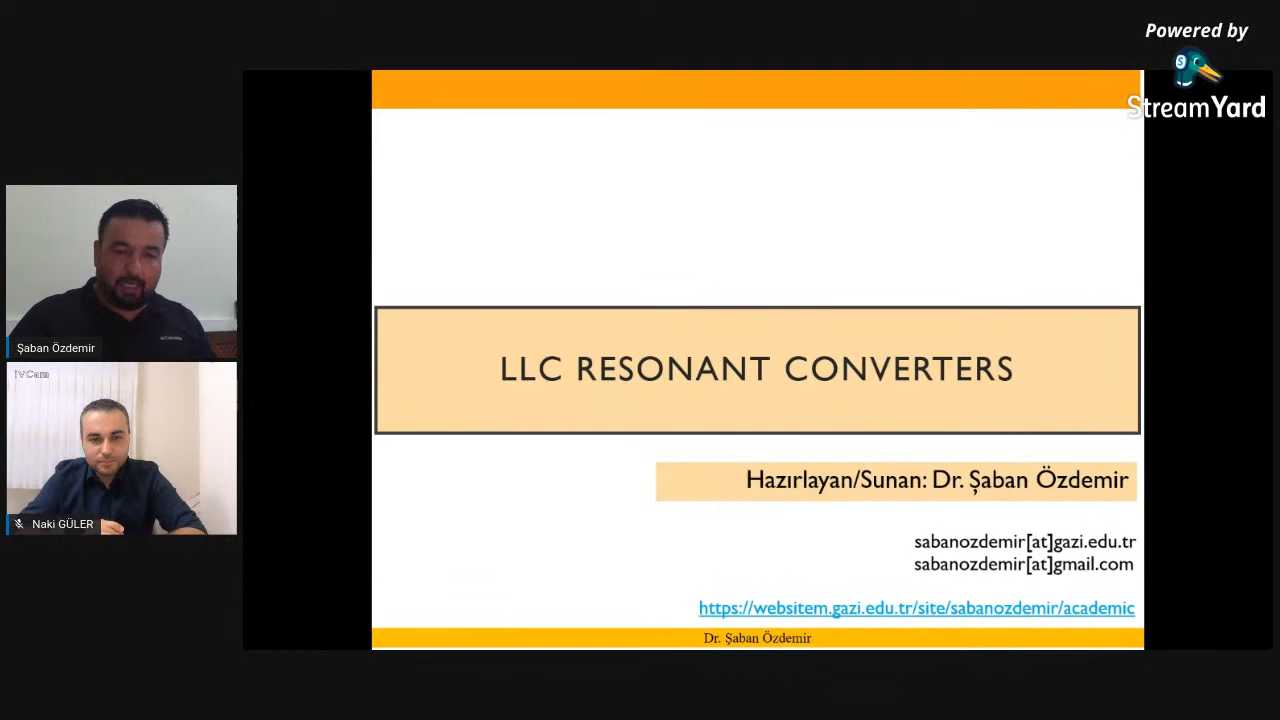 Powered by
StreamYard
Şaban Özdemir
iVCam
Naki GÜLER
LLC RESONANT CONVERTERS
Hazırlayan/Sunan: Dr. Şaban Özdemir
sabanozdemir[at]gazi.edu.tr
sabanozdemir[at]gmail.com
https://websitem.gazi.edu.tr/site/sabanozdemir/academic
Dr. Şaban Özdemir